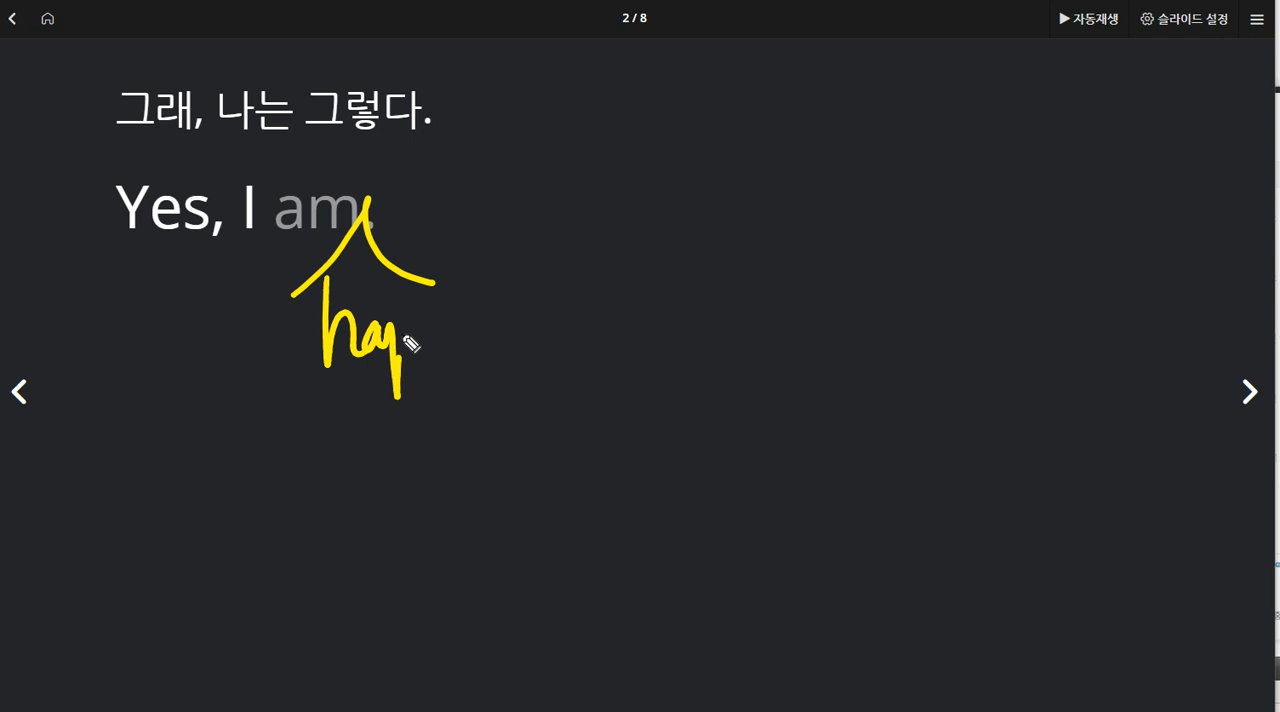 2 / 8
자동재생
슬라이드 설정
그래, 나는 그렇다.
Yes, I am.
hap